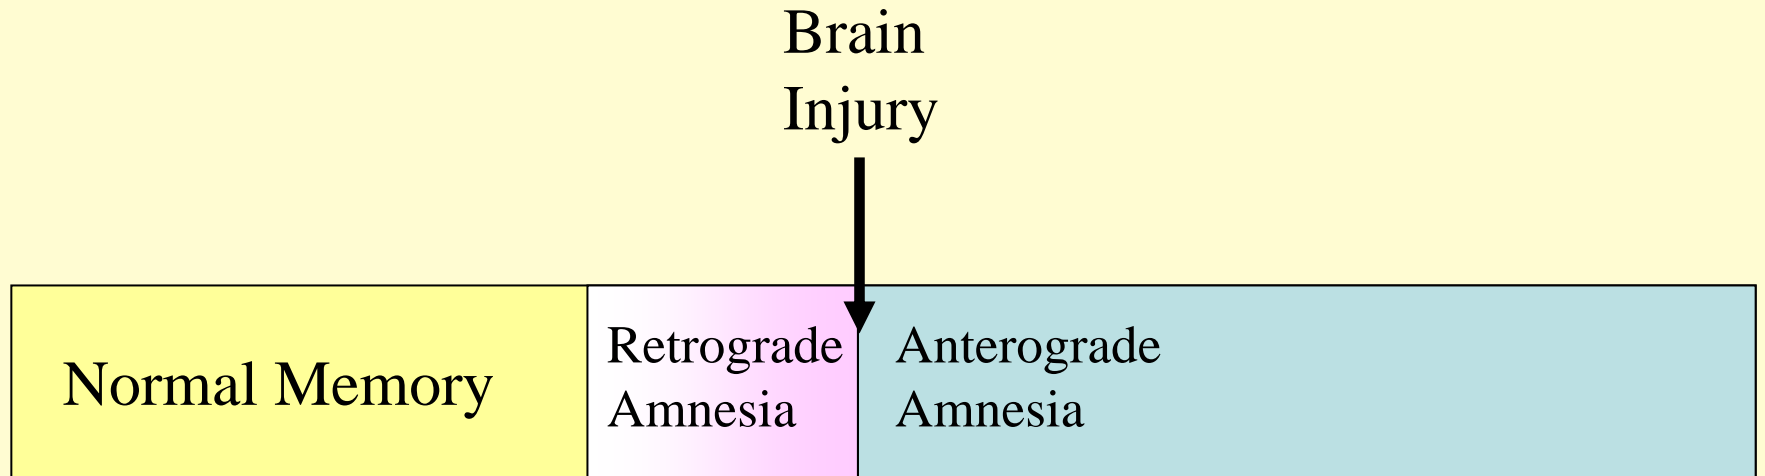 Brain
Injury
Normal Memory
Retrograde
Amnesia
Anterograde
Amnesia